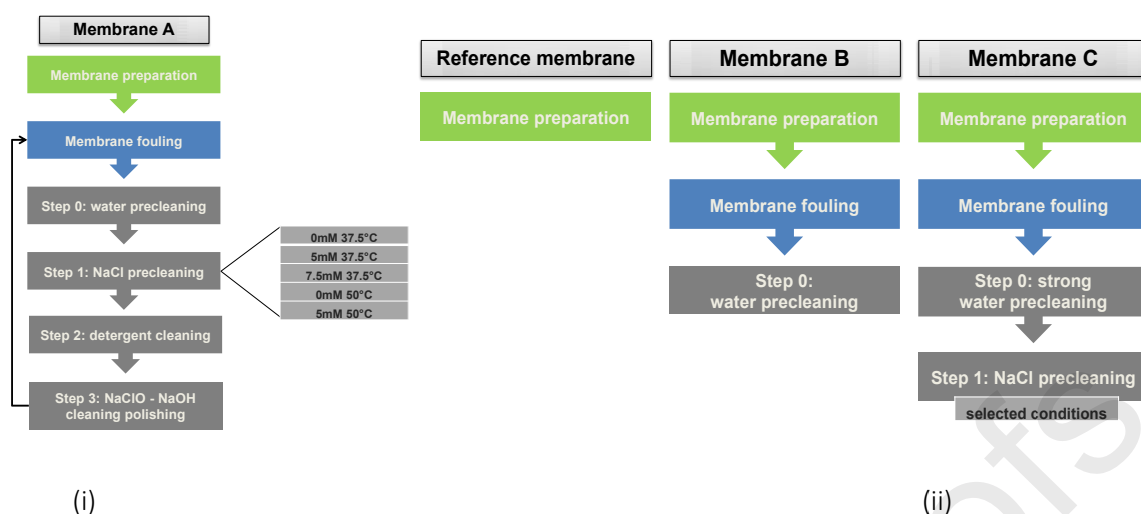 Membrane A
Membrane preparation
Membrane fouling
Step 0: water precleaning
Step 1: NaCl precleaning
0mM 37.5°C
5mM 37.5°C
7.5mM 37.5°C
0mM 50°C
5mM 50°C
Step 2: detergent cleaning
Step 3: NaClO - NaOH
cleaning polishing
(i)
Reference membrane
Membrane preparation
Membrane B
Membrane preparation
Membrane fouling
Step 0:
water precleaning
Membrane C
Membrane preparation
Membrane fouling
Step 0: strong
water precleaning
Step 1: NaCl precleaning
selected conditions
(ii)